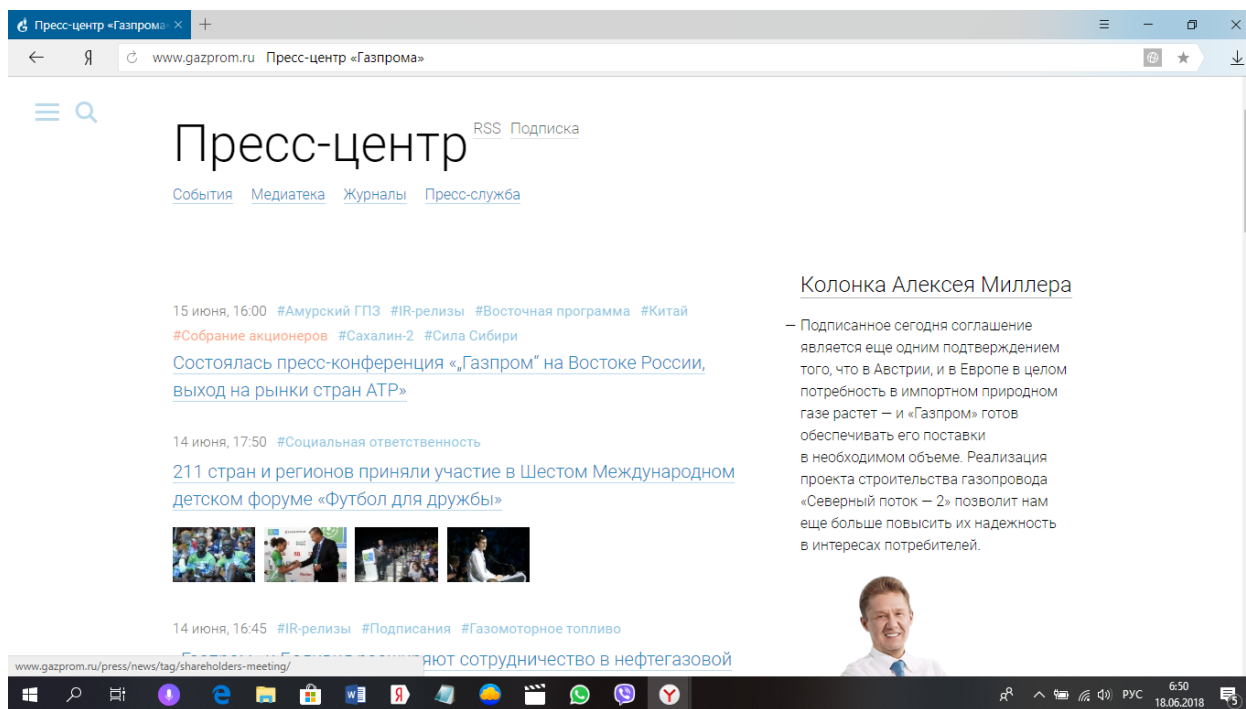 Пресс-центр «Газпрома»
www.gazprom.ru Пресс-центр «Газпрома»
Пресс-центр RSS Подписка
События Медиатека Журналы Пресс-служба
15 июня, 16:00 #Амурский ГПЗ #IR-релизы #Восточная программа #Китай
#Собрание акционеров #Сахалин-2 #Сила Сибири
Состоялась пресс-конференция «„Газпром“ на Востоке России,
выход на рынки стран АТР»
14 июня, 17:50 #Социальная ответственность
211 стран и регионов приняли участие в Шестом Международном
детском форуме «Футбол для дружбы»
14 июня, 16:45 #IR-релизы #Подписания #Газомоторное топливо
сотрудничество в нефтегазовой
Колонка Алексея Миллера
— Подписанное сегодня соглашение
является еще одним подтверждением
того, что в Австрии, и в Европе в целом
потребность в импортном природном
газе растет — и «Газпром» готов
обеспечивать его поставки
в необходимом объеме. Реализация
проекта строительства газопровода
«Северный поток — 2» позволит нам
еще больше повысить их надежность
в интересах потребителей.
www.gazprom.ru/press/news/tag/shareholders-meeting/
РУС
6:50
18.06.2018